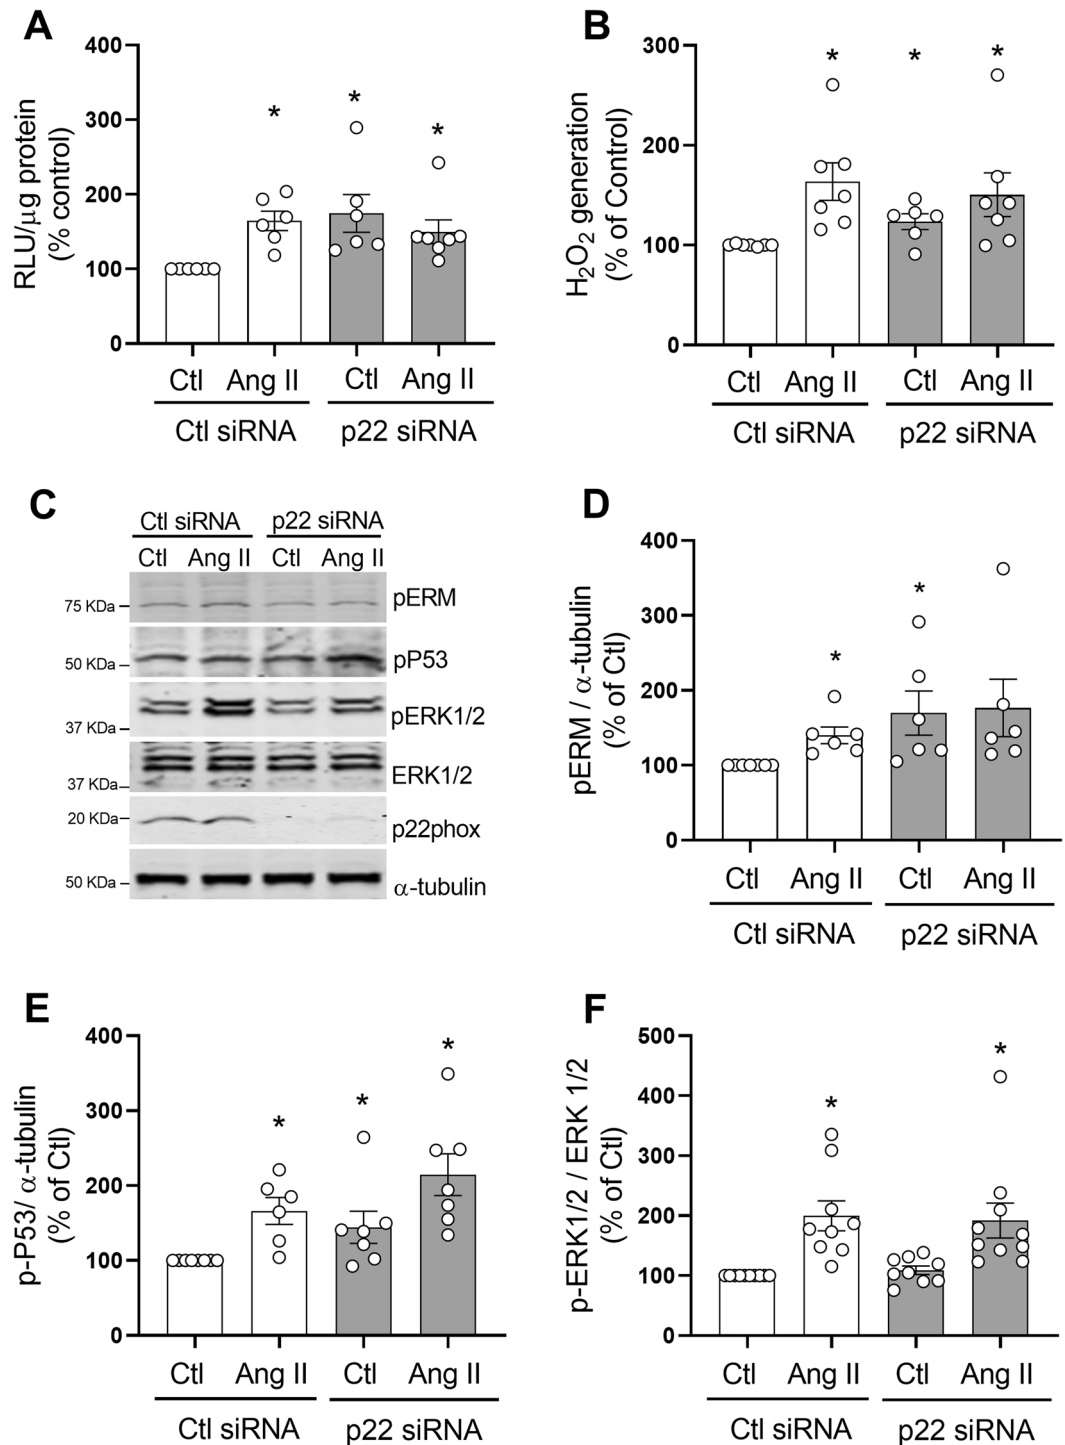 A
RLU/μg protein
(% control)
400
300
200
100
0
*
*
*
Ctl Ang II Ctl Ang II
Ctl siRNA p22 siRNA
B
H₂O₂ generation
(% of Control)
300
200
100
0
*
*
*
Ctl Ang II Ctl Ang II
Ctl siRNA p22 siRNA
C
Ctl siRNA p22 siRNA
Ctl Ang II Ctl Ang II
75 KDa pERM
50 KDa pP53
37 KDa pERK1/2
37 KDa ERK1/2
20 KDa p22phox
50 KDa α-tubulin
D
pERM / α-tubulin
(% of Ctl)
400
300
200
100
0
*
*
Ctl Ang II Ctl Ang II
Ctl siRNA p22 siRNA
E
p-P53/ α-tubulin
(% of Ctl)
400
300
200
100
0
*
*
*
Ctl Ang II Ctl Ang II
Ctl siRNA p22 siRNA
F
p-ERK1/2 / ERK 1/2
(% of Ctl)
500
400
300
200
100
0
*
*
Ctl Ang II Ctl Ang II
Ctl siRNA p22 siRNA